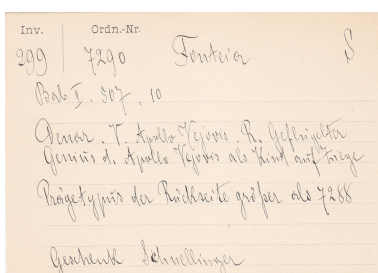 Inv. Ordn.-Nr.
299 7290 Fonteia S
Bab I. 507, 10
Denar. V. Apollo Vejovis R. Geflügelter
Genius d. Apollo Vejovis als Kind auf Ziege
Prägetypus der Rückseite größer als 7288
Geschenk Schnellinger